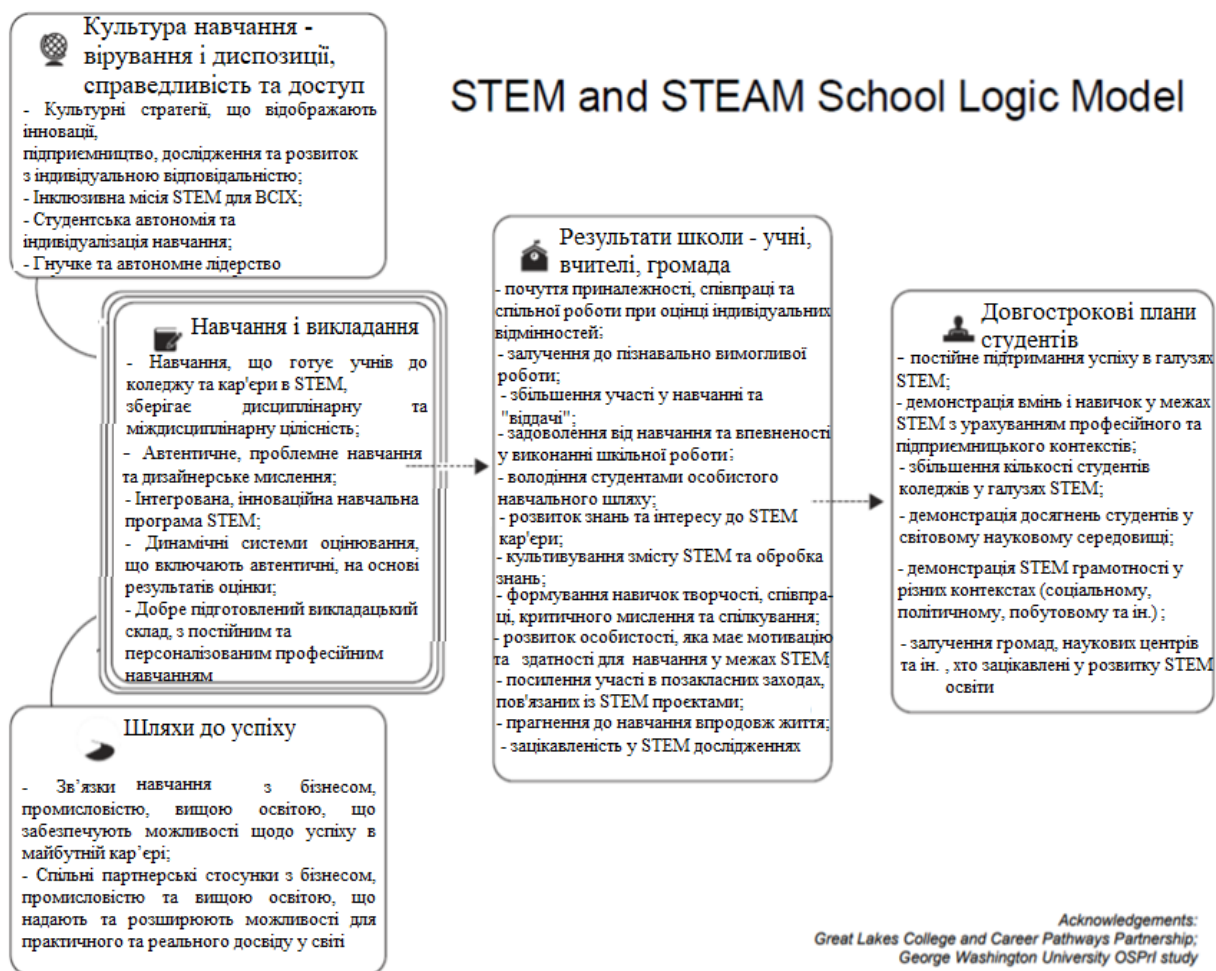 Культура навчання -
вірування і диспозиції,
справедливість та доступ
- Культурні стратегії, що відображають
інновації,
підприємництво, дослідження та розвиток
з індивідуальною відповідальністю;
- Інклюзивна місія STEM для ВСІХ;
- Студентська автономія та
індивідуалізація навчання;
- Гнучке та автономне лідерство
STEM and STEAM School Logic Model
Навчання і викладання
- Навчання, що готує учнів до
коледжу та кар'єри в STEM,
зберігає дисциплінарну та
міждисциплінарну цілісність;
- Автентичне, проблемне навчання
та дизайнерське мислення;
- Інтегрована, інноваційна навчальна
програма STEM;
- Динамічні системи оцінювання,
що включають автентичні, на основі
результатів оцінки;
- Добре підготовлений викладацький
склад, з постійним та
персоналізованим професійним
навчанням
Шляхи до успіху
- Зв’язки навчання з бізнесом,
промисловістю, вищою освітою, що
забезпечують можливості щодо успіху в
майбутній кар’єрі;
- Спільні партнерські стосунки з бізнесом,
промисловістю та вищою освітою, що
надають та розширюють можливості для
практичного та реального досвіду у світі
Результати школи - учні,
вчителі, громада
- почуття приналежності, співпраці та
спільної роботи при оцінці індивідуальних
відмінностей;
- залучення до пізнавально вимогливої
роботи;
- збільшення участі у навчанні та
"віддачі";
- задоволення від навчання та впевненості
у виконанні шкільної роботи;
- володіння студентами особистого
навчального шляху;
- розвиток знань та інтересу до STEM
кар'єри;
- культивування змісту STEM та обробка
знань;
- формування навичок творчості, співпра-
ці, критичного мислення та спілкування;
- розвиток особистості, яка має мотивацію
та здатності для навчання у межах STEM;
- посилення участі в позакласних заходах,
пов'язаних із STEM проєктами;
- прагнення до навчання впродовж життя;
- зацікавленість у STEM дослідженнях
Довгострокові плани
студентів
- постійне підтримання успіху в галузях
STEM;
- демонстрація вмінь і навичок у межах
STEM з урахуванням професійного та
підприємницького контекстів;
- збільшення кількості студентів
коледжів у галузях STEM;
- демонстрація досягнень студентів у
світовому науковому середовищі;
- демонстрація STEM грамотності у
різних контекстах (соціальному,
політичному, побутовому та ін.) ;
- залучення громад, наукових центрів
та ін. , хто зацікавлені у розвитку STEM
освіти
Acknowledgements:
Great Lakes College and Career Pathways Partnership;
George Washington University OSPrI study